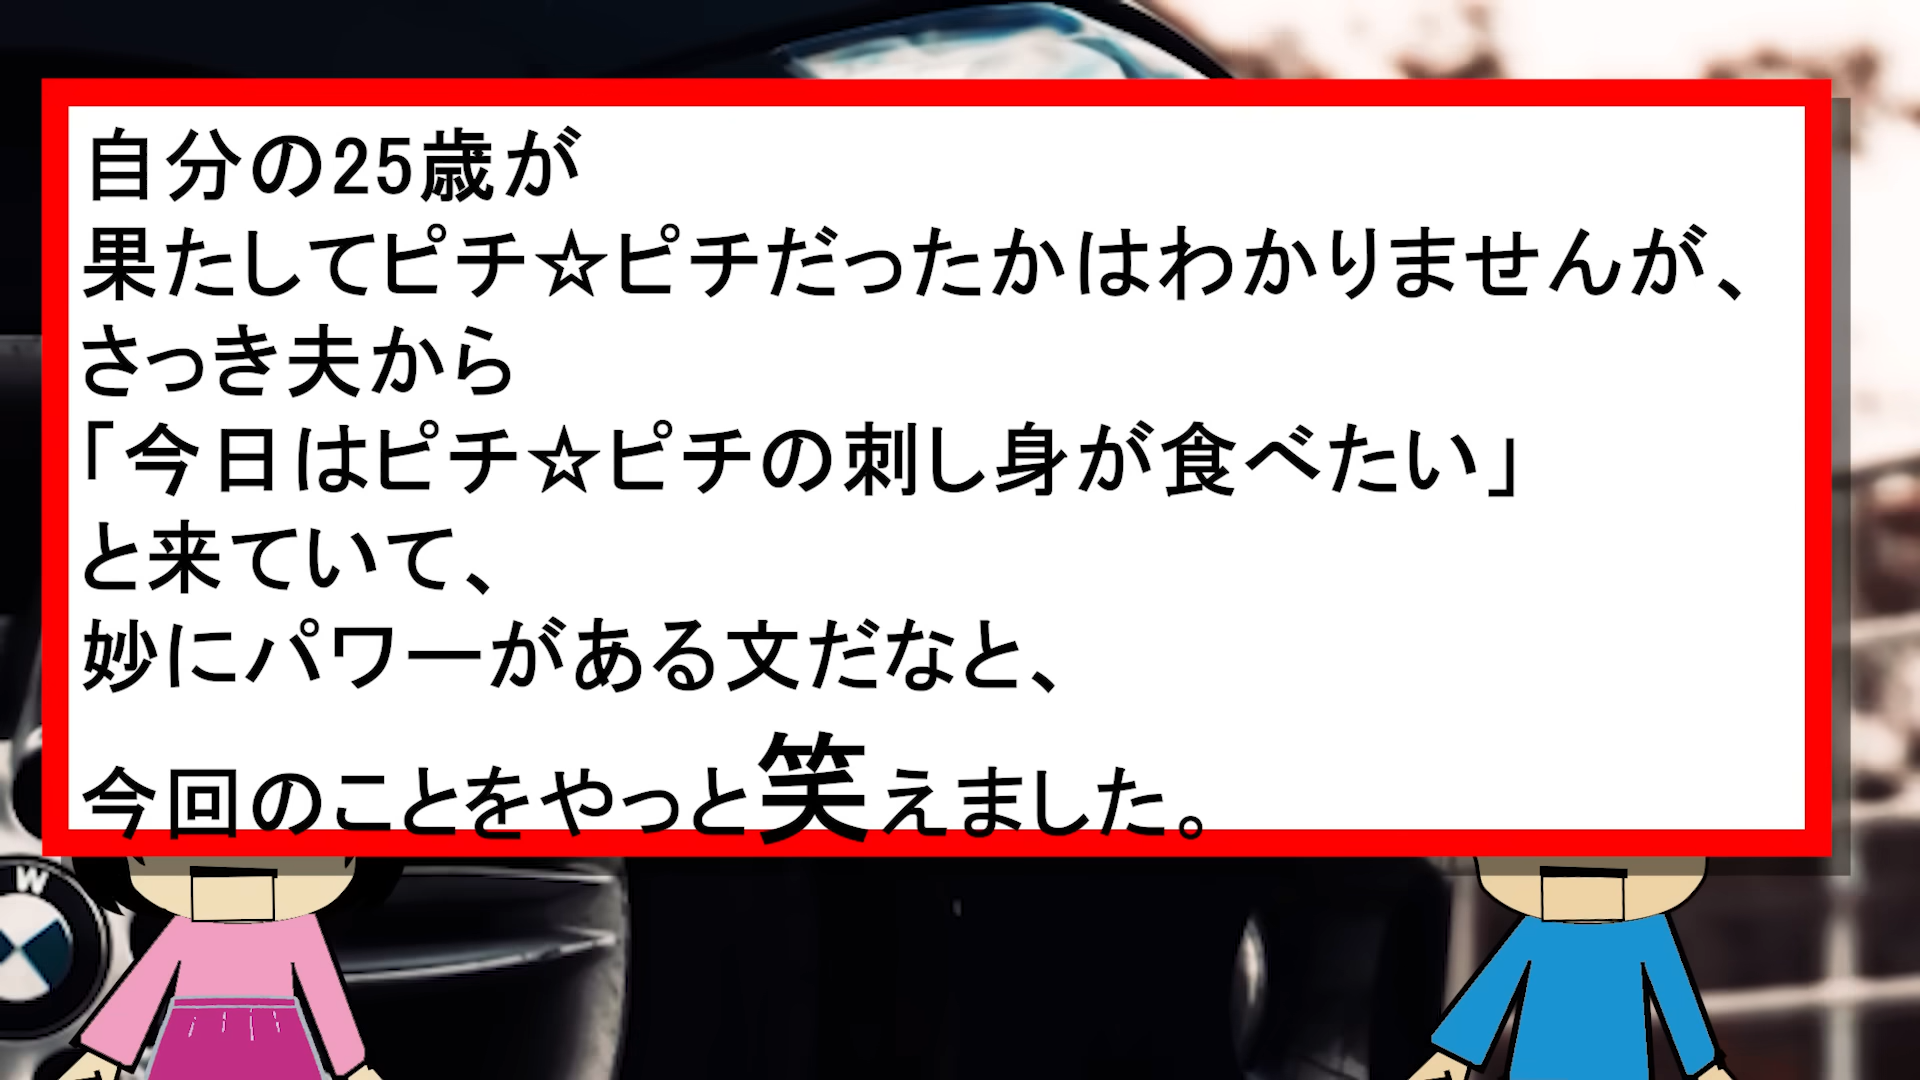 自分の25歳が
果たしてピチ☆ピチだったかはわかりませんが、
さっき夫から
「今日はピチ☆ピチの刺し身が食べたい」
と来ていて、
妙にパワーがある文だなと、
今回のことをやっと笑えました。
W